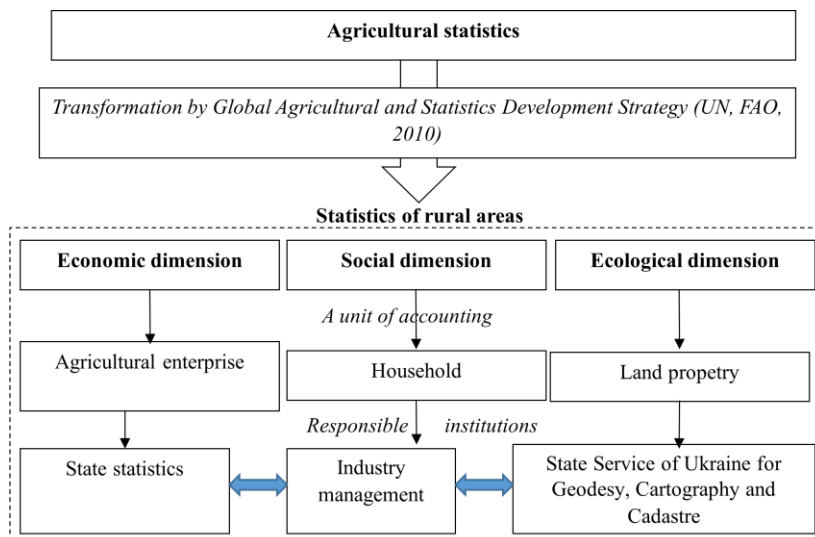 Agricultural statistics
Transformation by Global Agricultural and Statistics Development Strategy (UN, FAO,
2010)
Statistics of rural areas
Economic dimension
Social dimension
Ecological dimension
A unit of accounting
Agricultural enterprise
Household
Land propetry
Responsible institutions
State statistics
Industry
management
State Service of Ukraine for
Geodesy, Cartography and
Cadastre